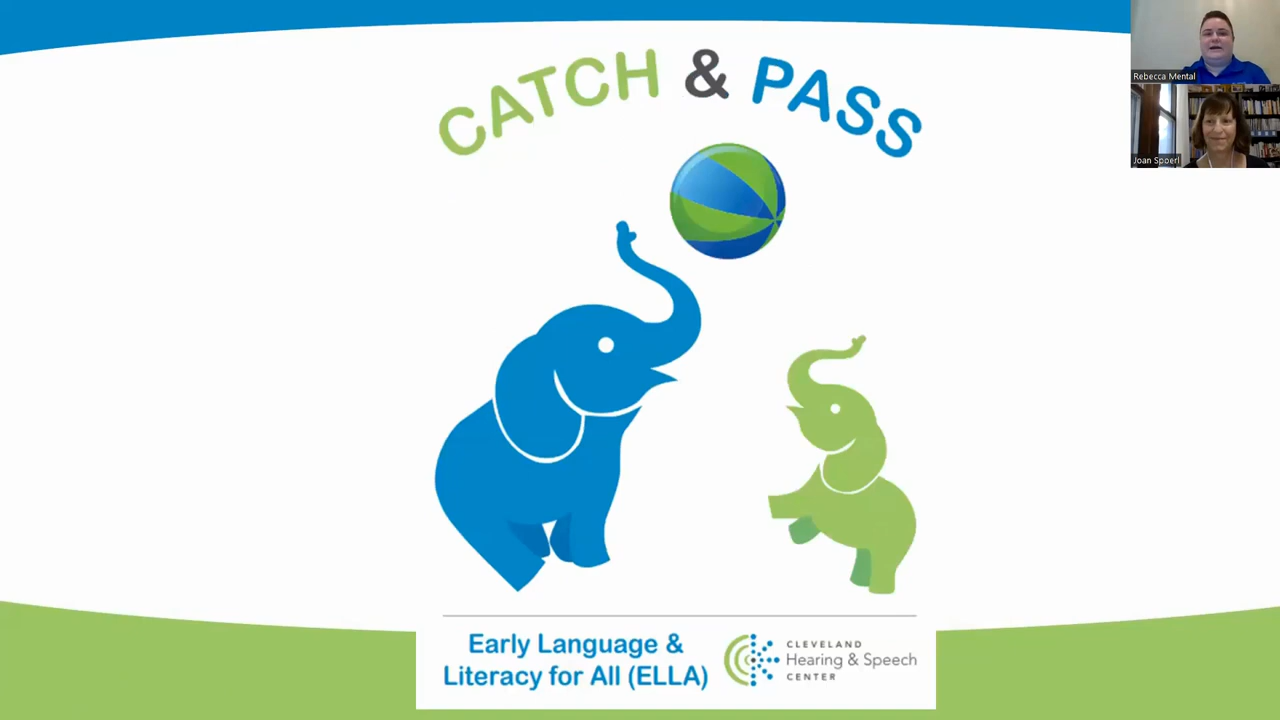 CATCH & PASS
Rebecca Mental
Joan Spoerl
Early Language &
Literacy for All (ELLA)
CLEVELAND
Hearing & Speech
CENTER